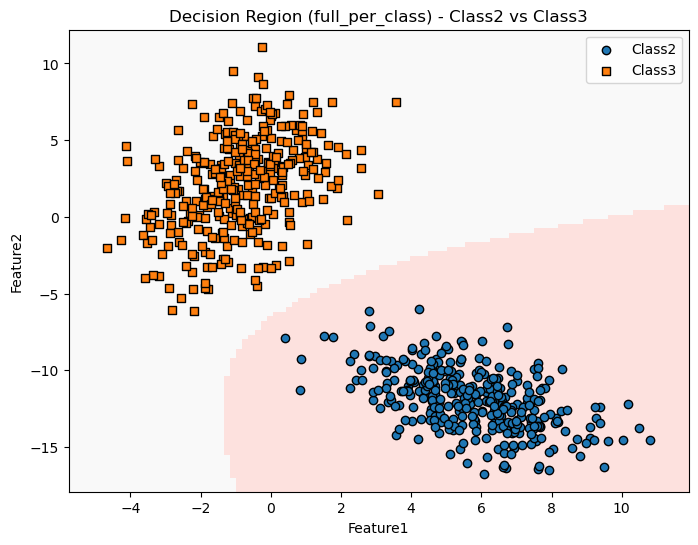 Decision Region (full_per_class) - Class2 vs Class3
Class2
Class3
10
5
0
−5
−10
−15
Feature2
−4
−2
0
2
4
6
8
10
Feature1